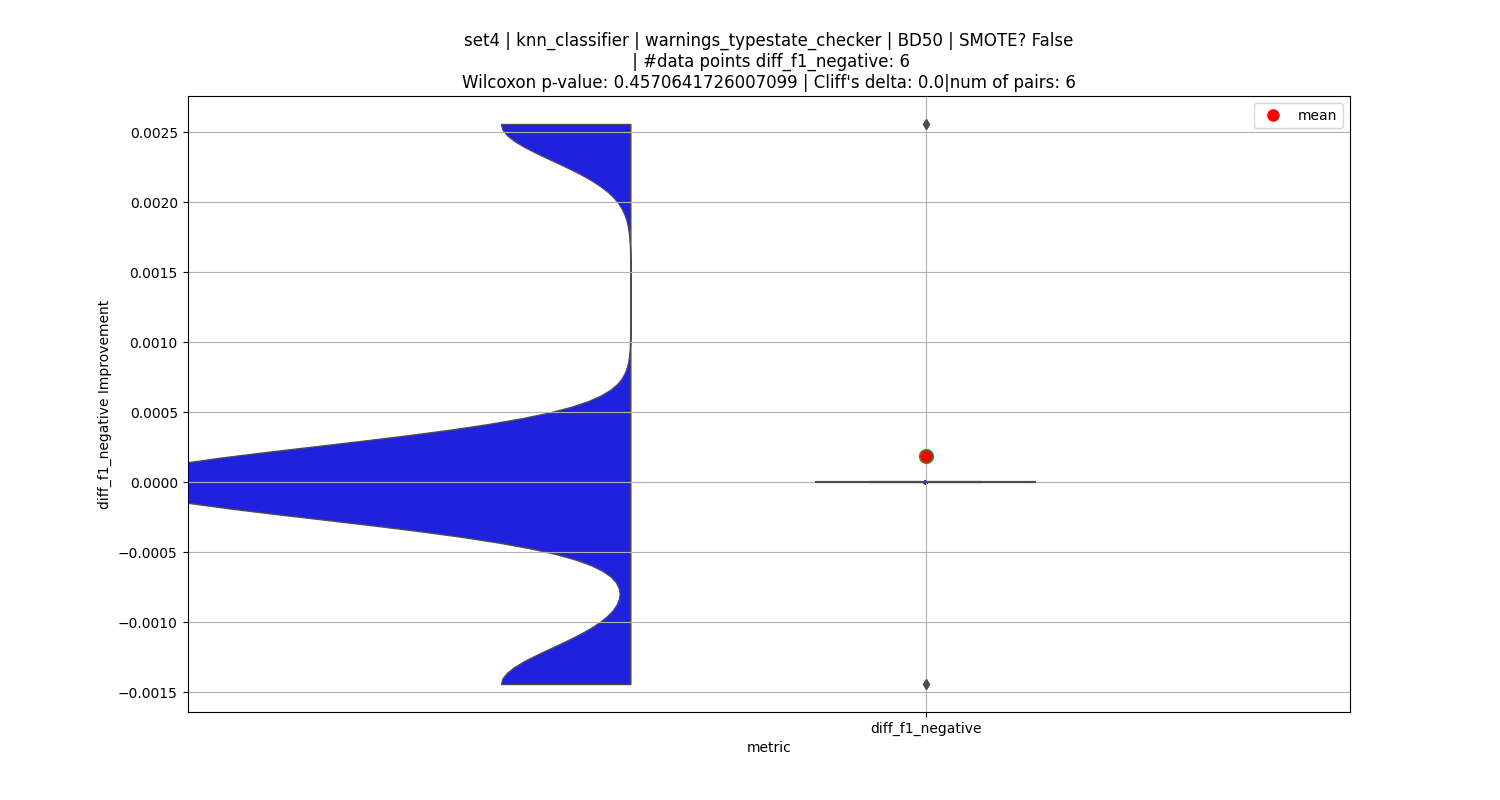 set4 | knn_classifier | warnings_typestate_checker | BD50 | SMOTE? False
| #data points diff_f1_negative: 6
Wilcoxon p-value: 0.4570641726007099 | Cliff's delta: 0.0|num of pairs: 6
mean
0.0025
0.0020
0.0015
0.0010
0.0005
0.0000
−0.0005
−0.0010
−0.0015
diff_f1_negative Improvement
diff_f1_negative
metric